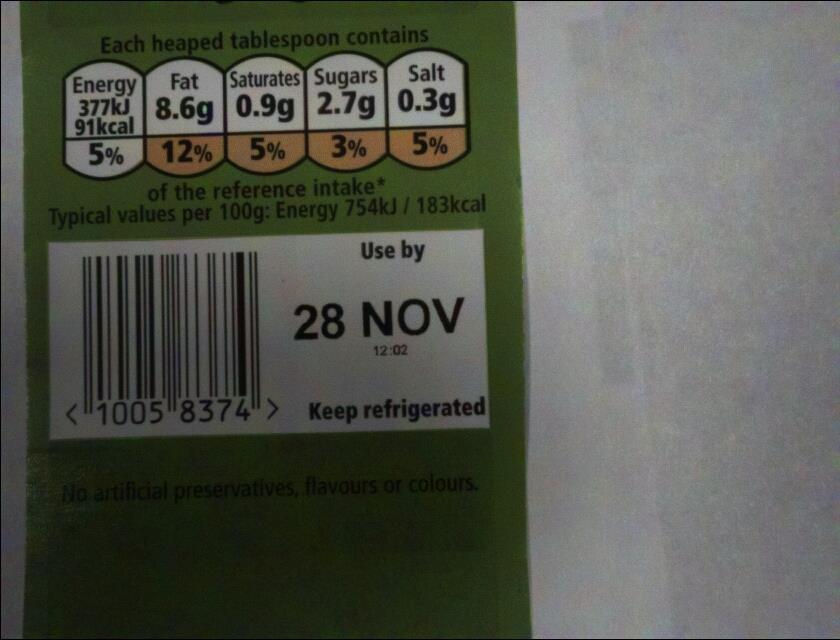 Each heaped tablespoon contains
Energy 377kJ 91kcal 5%
Fat 8.6g 12%
Saturates 0.9g 5%
Sugars 2.7g 3%
Salt 0.3g 5%
of the reference intake*
Typical values per 100g: Energy 754kJ / 183kcal
Use by
28 NOV
12:02
< 1005 8374 >
Keep refrigerated
No artificial preservatives, flavours or colours.